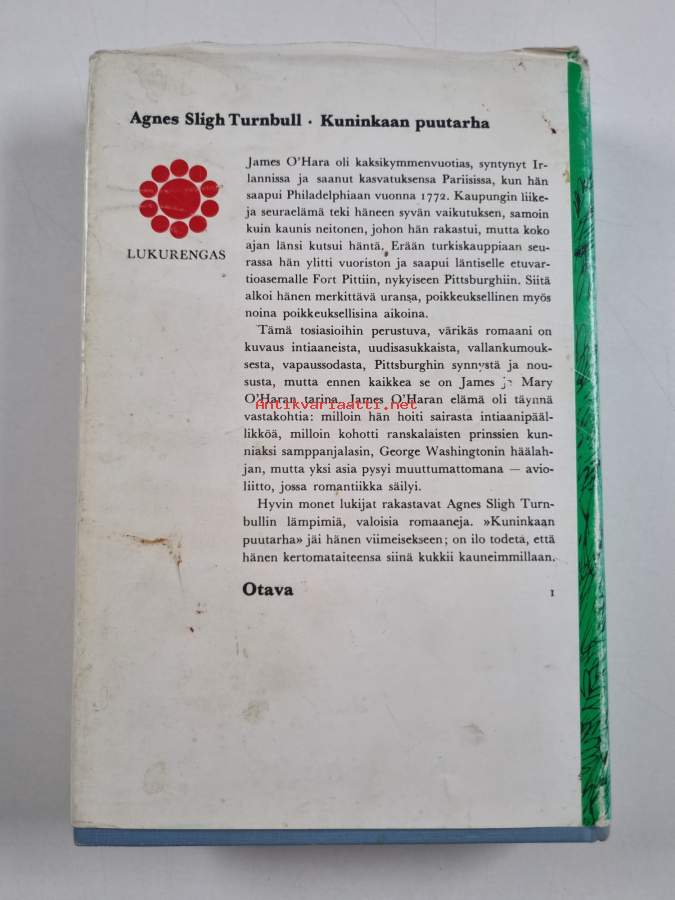 Agnes Sligh Turnbull · Kuninkaan puutarha
LUKURENGAS
James O'Hara oli kaksikymmenvuotias, syntynyt Ir-
lannissa ja saanut kasvatuksensa Pariisissa, kun hän
saapui Philadelphiaan vuonna 1772. Kaupungin liike-
ja seuraelämä teki häneen syvän vaikutuksen, samoin
kuin kaunis neitonen, johon hän rakastui, mutta koko
ajan länsi kutsui häntä. Erään turkiskauppiaan seu-
rassa hän ylitti vuoriston ja saapui läntiselle etuvar-
tioasemalle Fort Pittiin, nykyiseen Pittsburghiin. Siitä
alkoi hänen merkittävä uransa, poikkeuksellinen myös
noina poikkeuksellisina aikoina.
Tämä tosiasioihin perustuva, värikäs romaani on
kuvaus intiaaneista, uudisasukkaista, vallankumouk-
sesta, vapaussodasta, Pittsburghin synnystä ja nou-
susta, mutta ennen kaikkea se on James ja Mary
O'Haran tarina. James O'Haran elämä oli täynnä
Antikvariaatti.net
vastakohtia: milloin hän hoiti sairasta intiaanipääl-
likköä, milloin kohotti ranskalaisten prinssien kun-
niaksi samppanjalasin, George Washingtonin häälah-
jan, mutta yksi asia pysyi muuttumattomana — avio-
liitto, jossa romantiikka säilyi.
Hyvin monet lukijat rakastavat Agnes Sligh Turn-
bullin lämpimiä, valoisia romaaneja. »Kuninkaan
puutarha» jäi hänen viimeisekseen; on ilo todeta, että
hänen kertomataiteensa siinä kukkii kauneimmillaan.
Otava
1